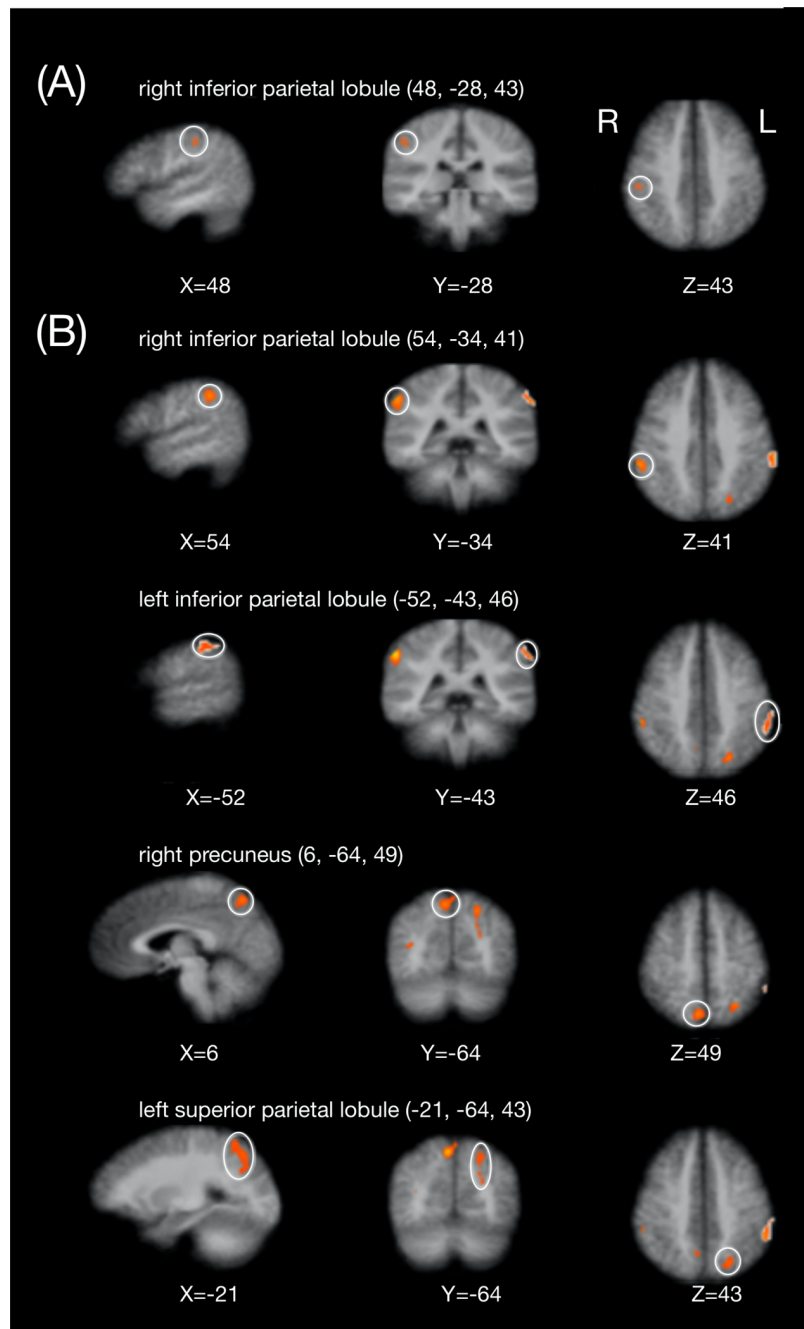 (A)
right inferior parietal lobule (48, -28, 43)
R L
X=48 Y=-28 Z=43
(B)
right inferior parietal lobule (54, -34, 41)
X=54 Y=-34 Z=41
left inferior parietal lobule (-52, -43, 46)
X=-52 Y=-43 Z=46
right precuneus (6, -64, 49)
X=6 Y=-64 Z=49
left superior parietal lobule (-21, -64, 43)
X=-21 Y=-64 Z=43